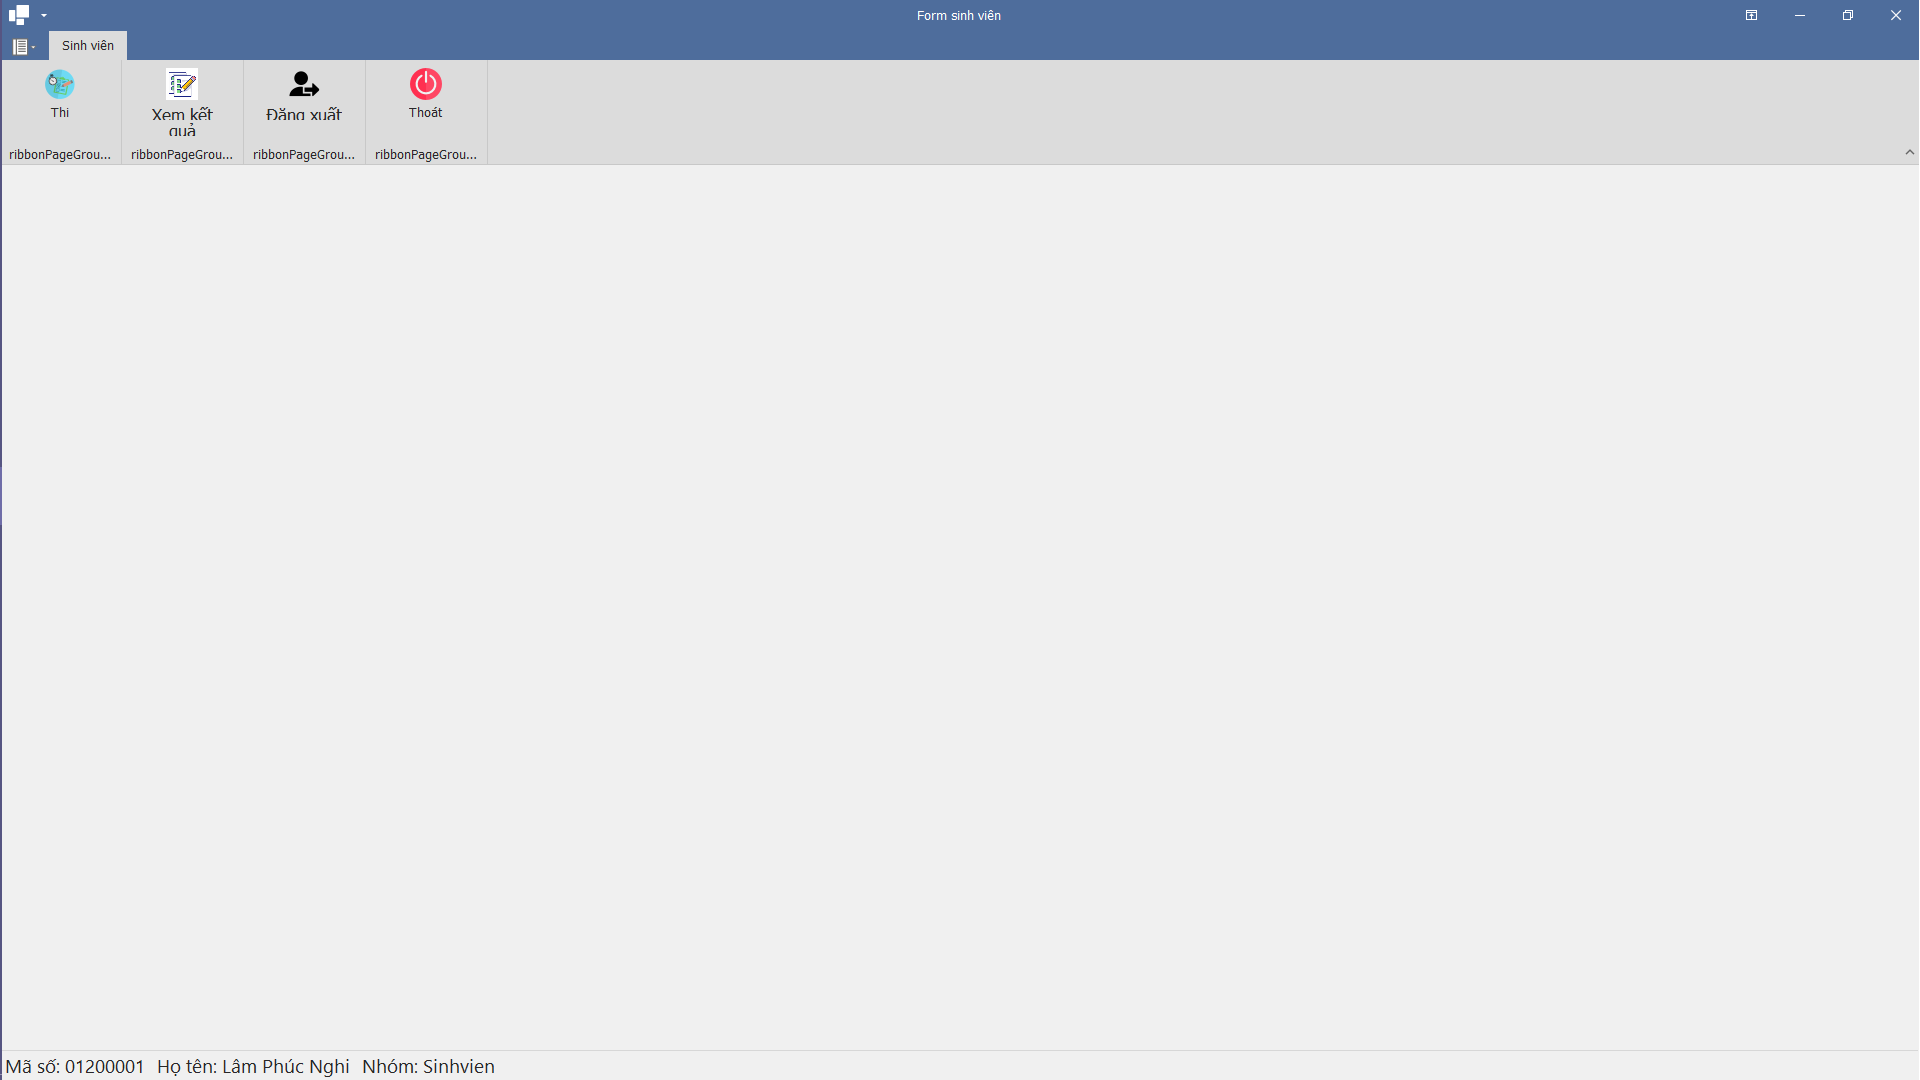 Form sinh viên
Sinh viên
Thi
Xem kết
quả
Đăng xuất
Thoát
ribbonPageGrou...
ribbonPageGrou...
ribbonPageGrou...
ribbonPageGrou...
Mã số: 01200001 Họ tên: Lâm Phúc Nghi Nhóm: Sinhvien